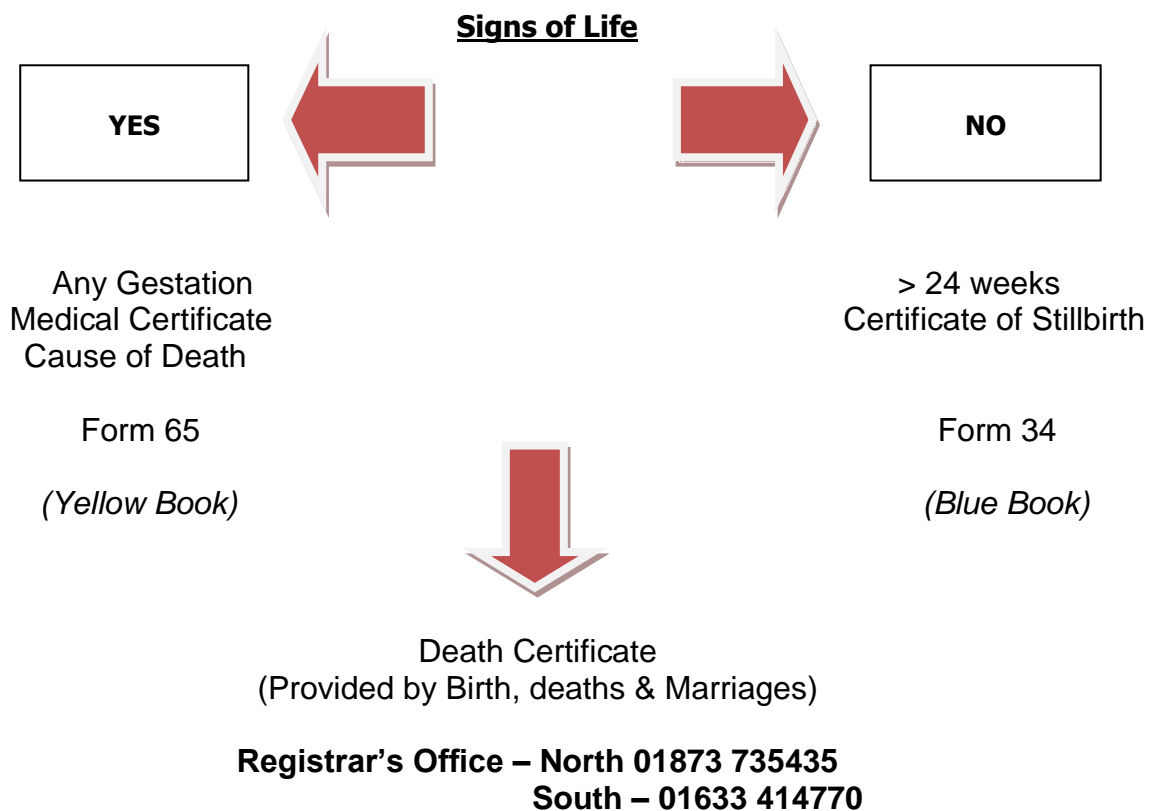 Signs of Life
YES
NO
Any Gestation
Medical Certificate
Cause of Death
Form 65
(Yellow Book)
> 24 weeks
Certificate of Stillbirth
Form 34
(Blue Book)
Death Certificate
(Provided by Birth, deaths & Marriages)
Registrar's Office – North 01873 735435
South – 01633 414770